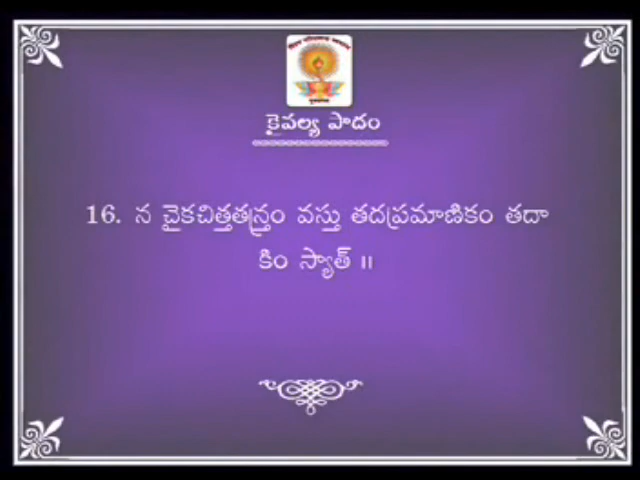 కైవల్య పాదం
16. న చైకచిత్తతన్త్రం వస్తు తదప్రమాణికం తదా
కిం స్యాత్ ॥